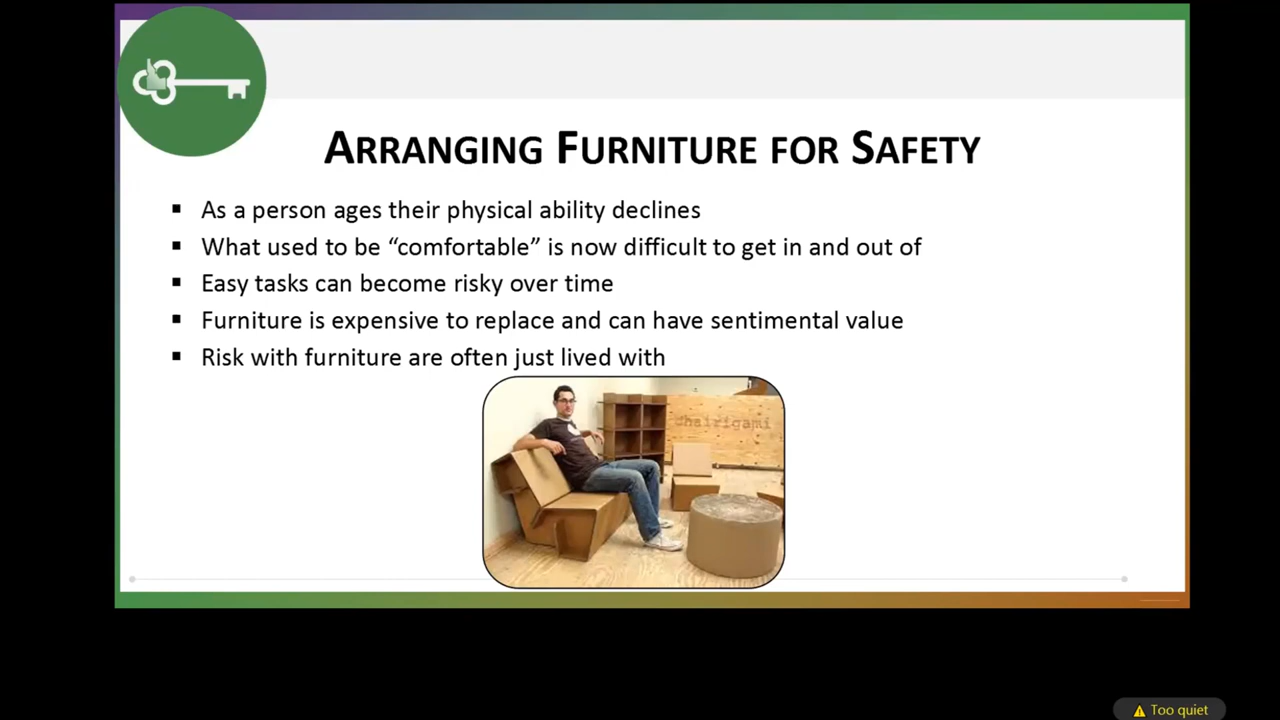 ARRANGING FURNITURE FOR SAFETY
▪ As a person ages their physical ability declines
▪ What used to be “comfortable” is now difficult to get in and out of
▪ Easy tasks can become risky over time
▪ Furniture is expensive to replace and can have sentimental value
▪ Risk with furniture are often just lived with
chairigami
Too quiet